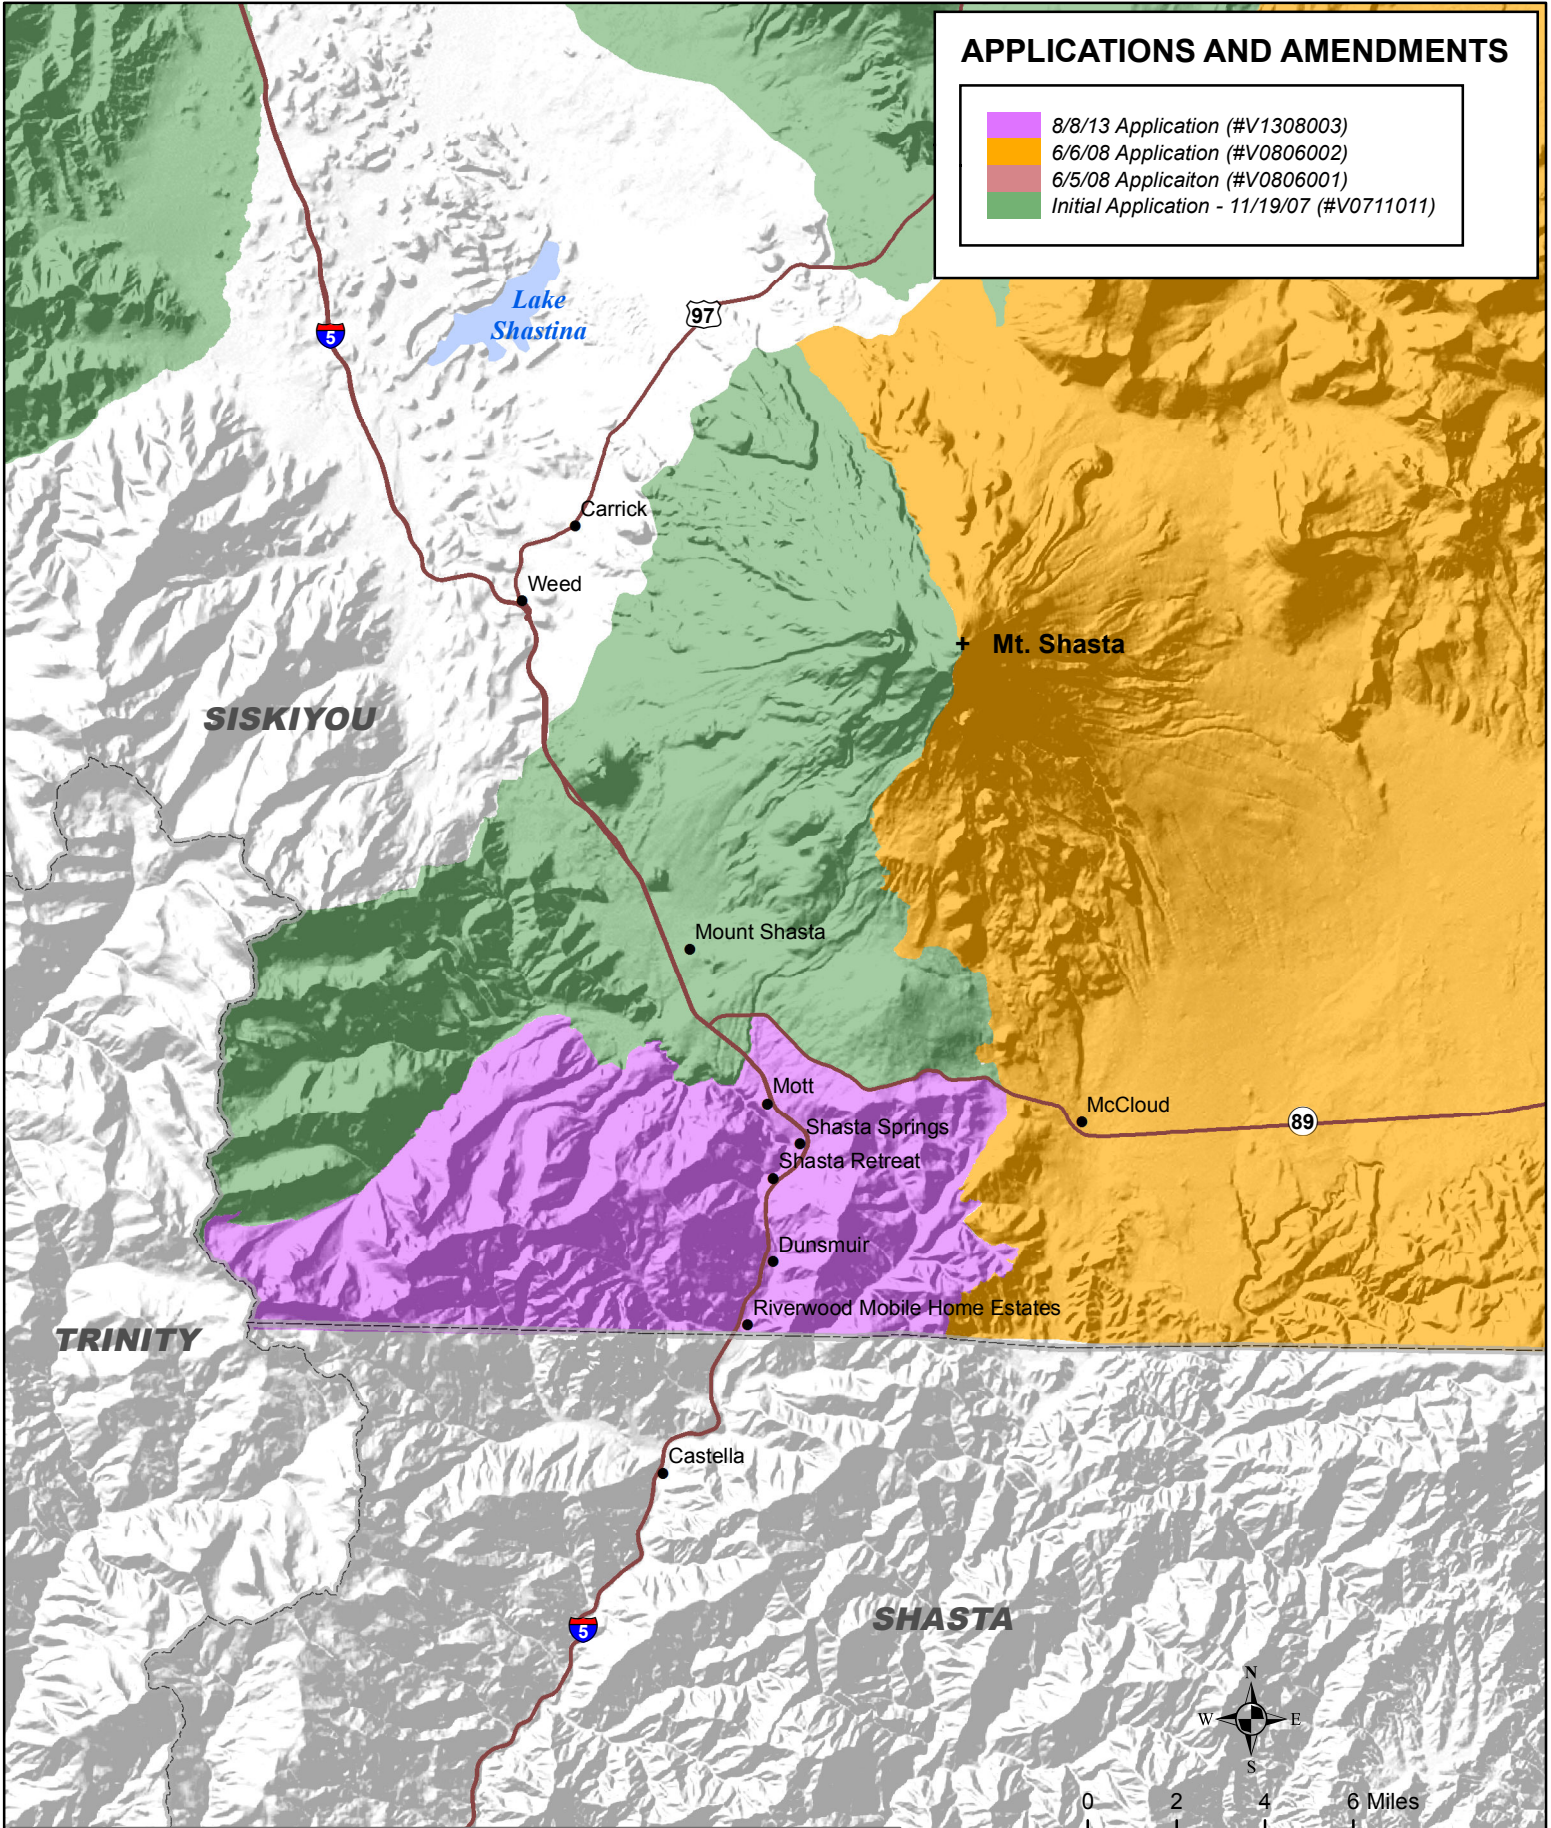 APPLICATIONS AND AMENDMENTS
8/8/13 Application (#V1308003)
6/6/08 Application (#V0806002)
6/5/08 Applicaiton (#V0806001)
Initial Application - 11/19/07 (#V0711011)
Lake
Shastina
97
5
Carrick
Weed
Mt. Shasta
SISKIYOU
Mount Shasta
Mott
McCloud
89
Shasta Springs
Shasta Retreat
Dunsmuir
Riverwood Mobile Home Estates
TRINITY
Castella
5
SHASTA
N
W E
S
0 2 4 6 Miles